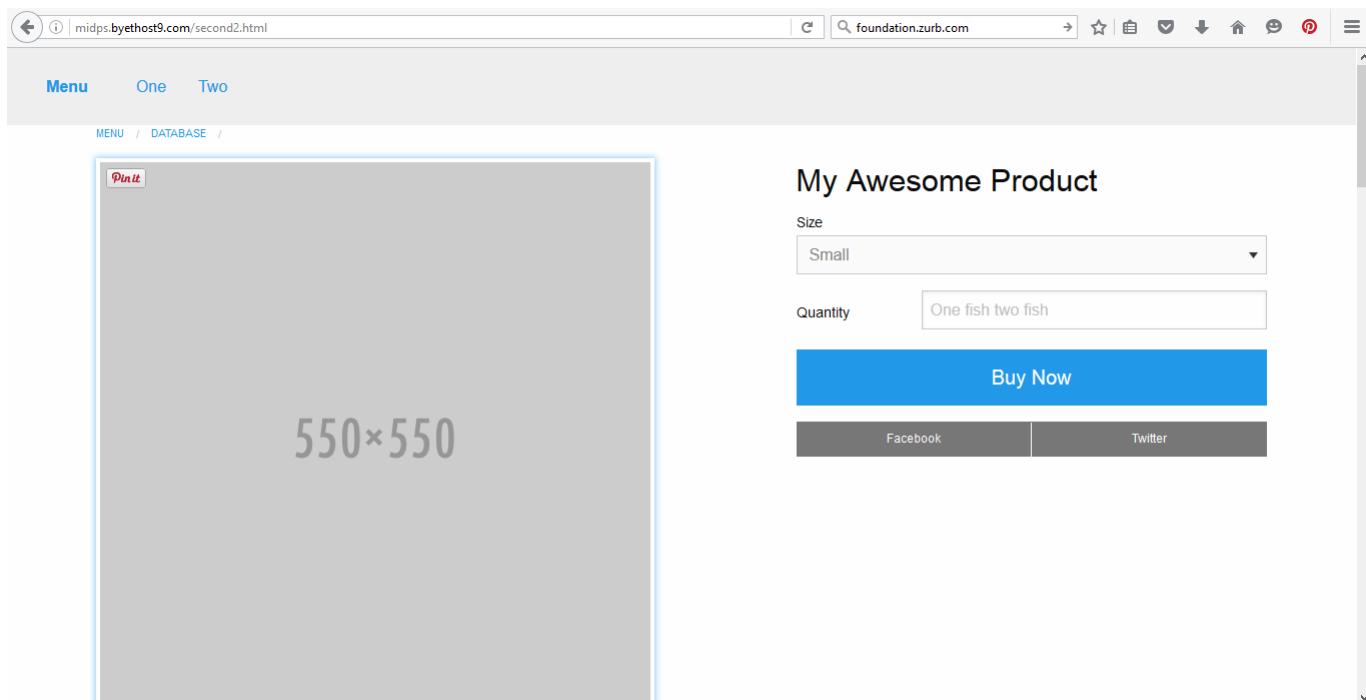 midps.byethost9.com/second2.html
foundation.zurb.com
Menu One Two
MENU / DATABASE /
Pin it
My Awesome Product
Size
Small
Quantity One fish two fish
Buy Now
Facebook Twitter
550×550